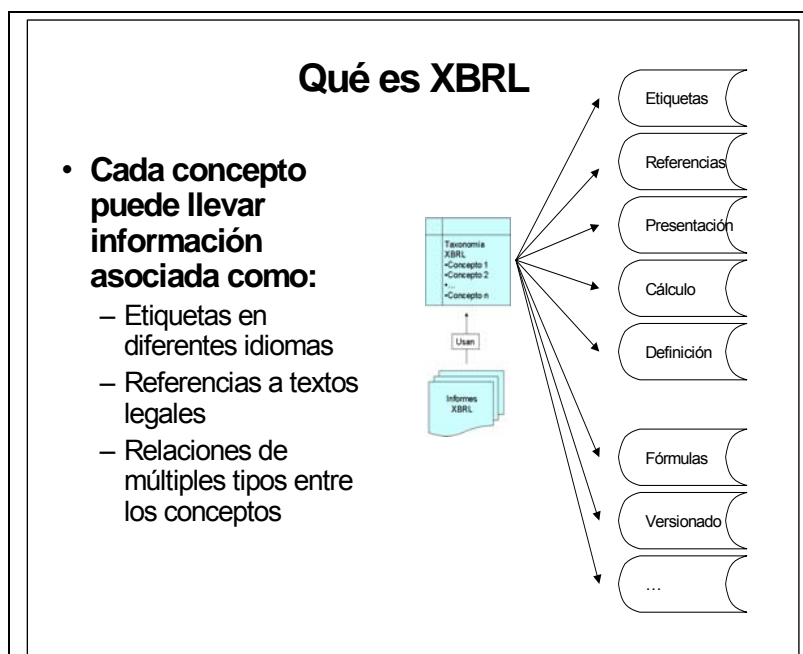 Qué es XBRL
• Cada concepto
puede llevar
información
asociada como:
– Etiquetas en
diferentes idiomas
– Referencias a textos
legales
– Relaciones de
múltiples tipos entre
los conceptos
Taxonomía
XBRL
•Concepto 1
•Concepto 2
•...
•Concepto n
Usan
Informes
XBRL
Etiquetas
Referencias
Presentación
Cálculo
Definición
Fórmulas
Versionado
...